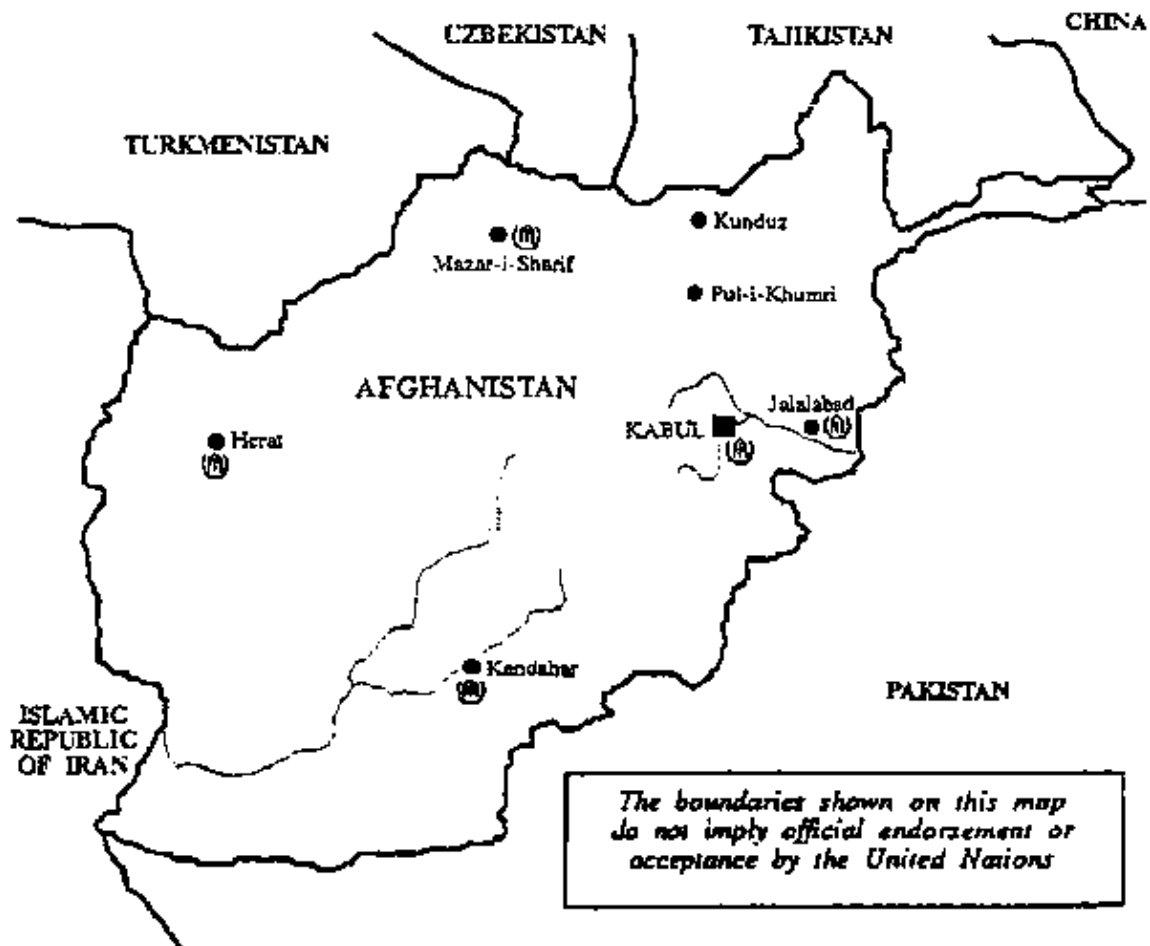 CHINA
UZBEKISTAN
TAJIKISTAN
TURKMENISTAN
Kunduz
Mazar-i-Sharif
Pul-i-Khumri
AFGHANISTAN
Jalalabad
KABUL
Herat
Kandahar
PAKISTAN
ISLAMIC
REPUBLIC
OF IRAN
The boundaries shown on this map
do not imply official endorsement or
acceptance by the United Nations